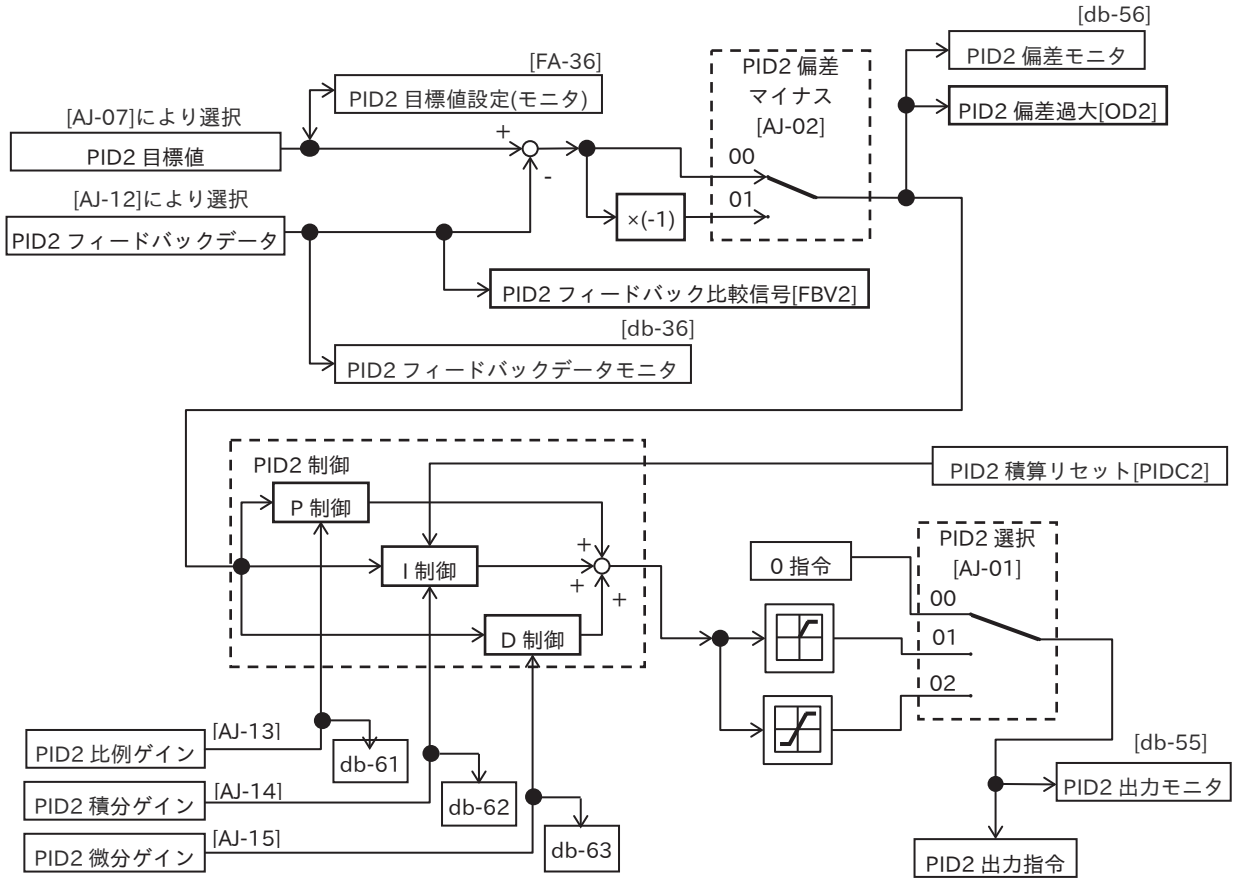 [db-56]
PID2 偏差モニタ
[FA-36]
PID2 偏差
マイナス
[AJ-02]
PID2 目標値設定(モニタ)
PID2 偏差過大[OD2]
[AJ-07]により選択
PID2 目標値
+
-
00
01
×(-1)
[AJ-12]により選択
PID2 フィードバックデータ
PID2 フィードバック比較信号[FBV2]
[db-36]
PID2 フィードバックデータモニタ
PID2 制御
PID2 積算リセット[PIDC2]
P 制御
I 制御
D 制御
+
+
+
0 指令
PID2 選択
[AJ-01]
00
01
02
[AJ-13]
PID2 比例ゲイン
db-61
[AJ-14]
PID2 積分ゲイン
db-62
[AJ-15]
PID2 微分ゲイン
db-63
[db-55]
PID2 出力モニタ
PID2 出力指令